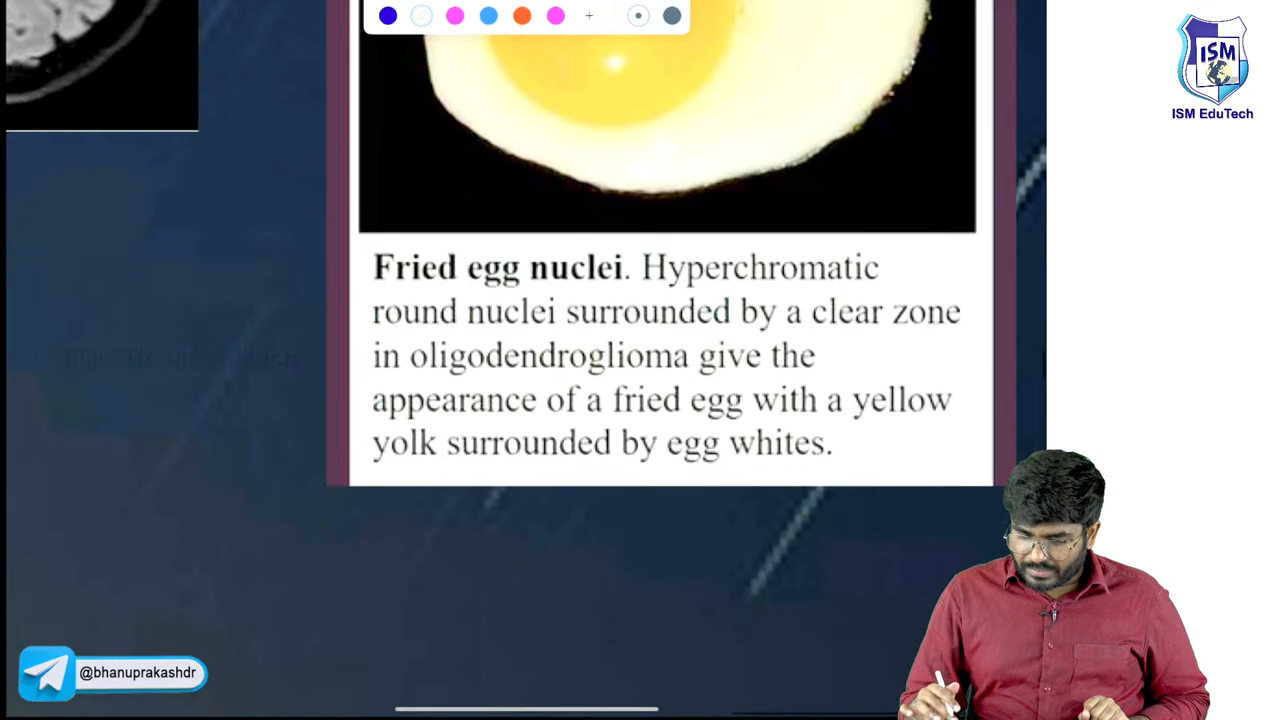 ISM
ISM EduTech
Fried egg nuclei. Hyperchromatic
round nuclei surrounded by a clear zone
in oligodendroglioma give the
appearance of a fried egg with a yellow
yolk surrounded by egg whites.
@bhanuprakashdr